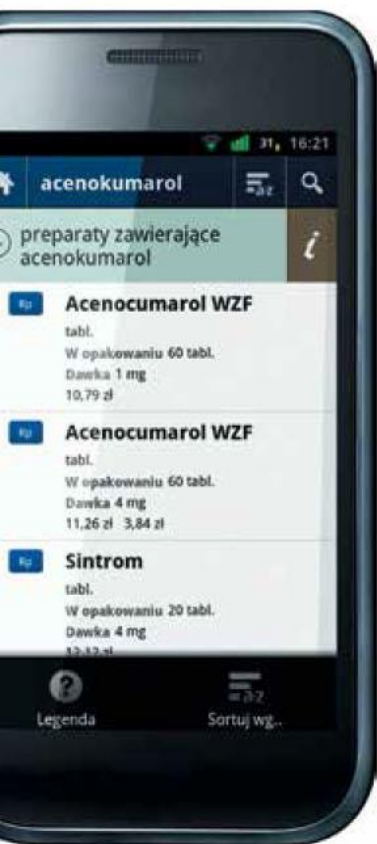 31, 16:21
acenokumarol
a-z
preparaty zawierające
acenokumarol
i
Rp
Acenocumarol WZF
tabl.
W opakowaniu 60 tabl.
Dawka 1 mg
10,79 zł
Rp
Acenocumarol WZF
tabl.
W opakowaniu 60 tabl.
Dawka 4 mg
11,26 zł 3,84 zł
Rp
Sintrom
tabl.
W opakowaniu 20 tabl.
Dawka 4 mg
?
a-z
Legenda
Sortuj wg..